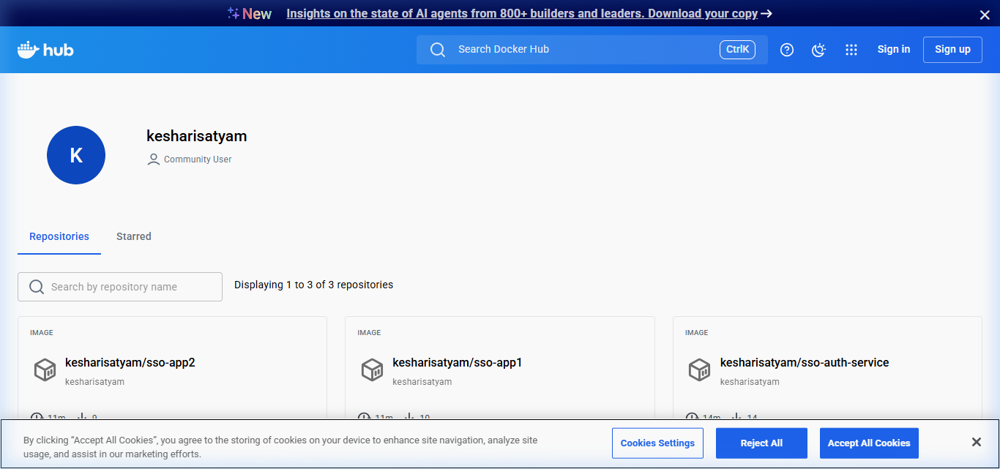 New Insights on the state of AI agents from 800+ builders and leaders. Download your copy
hub
Search Docker Hub
CtrlK
Sign in
Sign up
K
kesharisatyam
Community User
Repositories
Starred
Search by repository name
Displaying 1 to 3 of 3 repositories
IMAGE
kesharisatyam/sso-app2
kesharisatyam
11m 9
IMAGE
kesharisatyam/sso-app1
kesharisatyam
11m 10
IMAGE
kesharisatyam/sso-auth-service
kesharisatyam
14m 14
By clicking “Accept All Cookies”, you agree to the storing of cookies on your device to enhance site navigation, analyze site
usage, and assist in our marketing efforts.
Cookies Settings
Reject All
Accept All Cookies